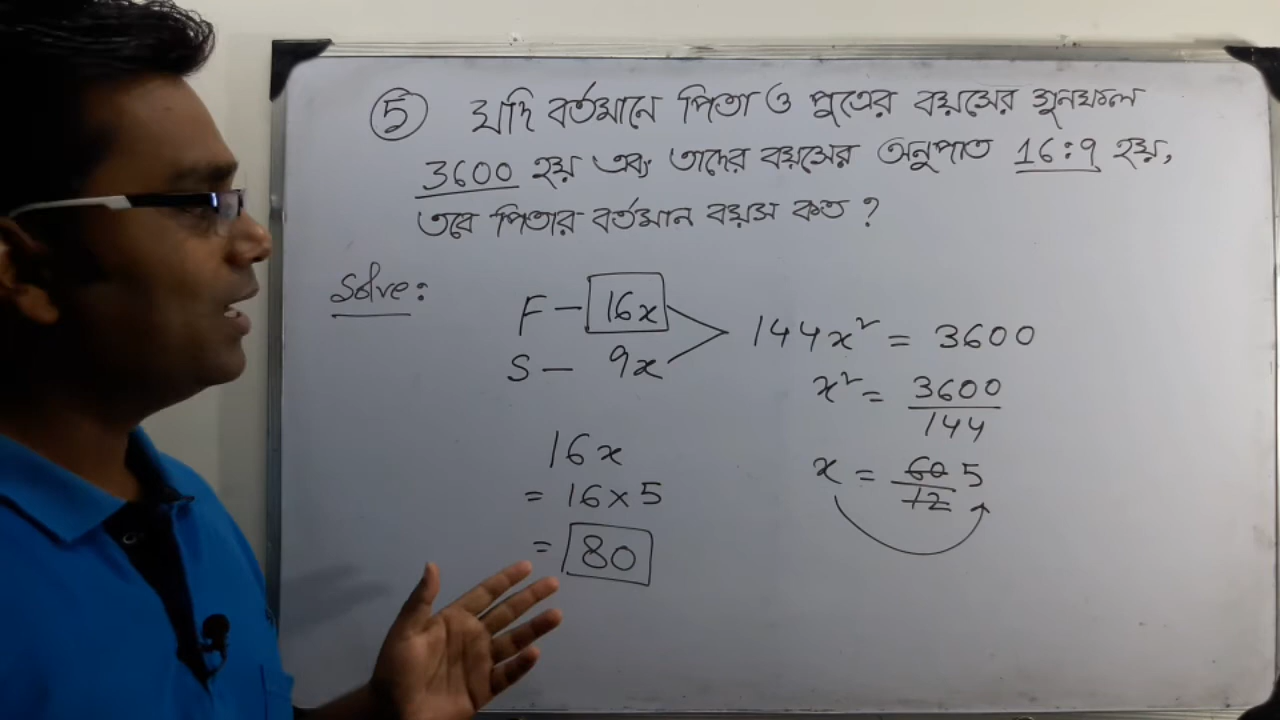 ⑤ যদি বর্তমানে পিতা ও পুত্রের বয়সের গুনফল
3600 হয় এবং তাদের বয়সের অনুপাত 16:9 হয়,
তবে পিতার বর্তমান বয়স কত ?
Solve:
F — 16x
S — 9x
144x² = 3600
x² = 3600/144
x = 60/12 5
16x
= 16×5
= 80